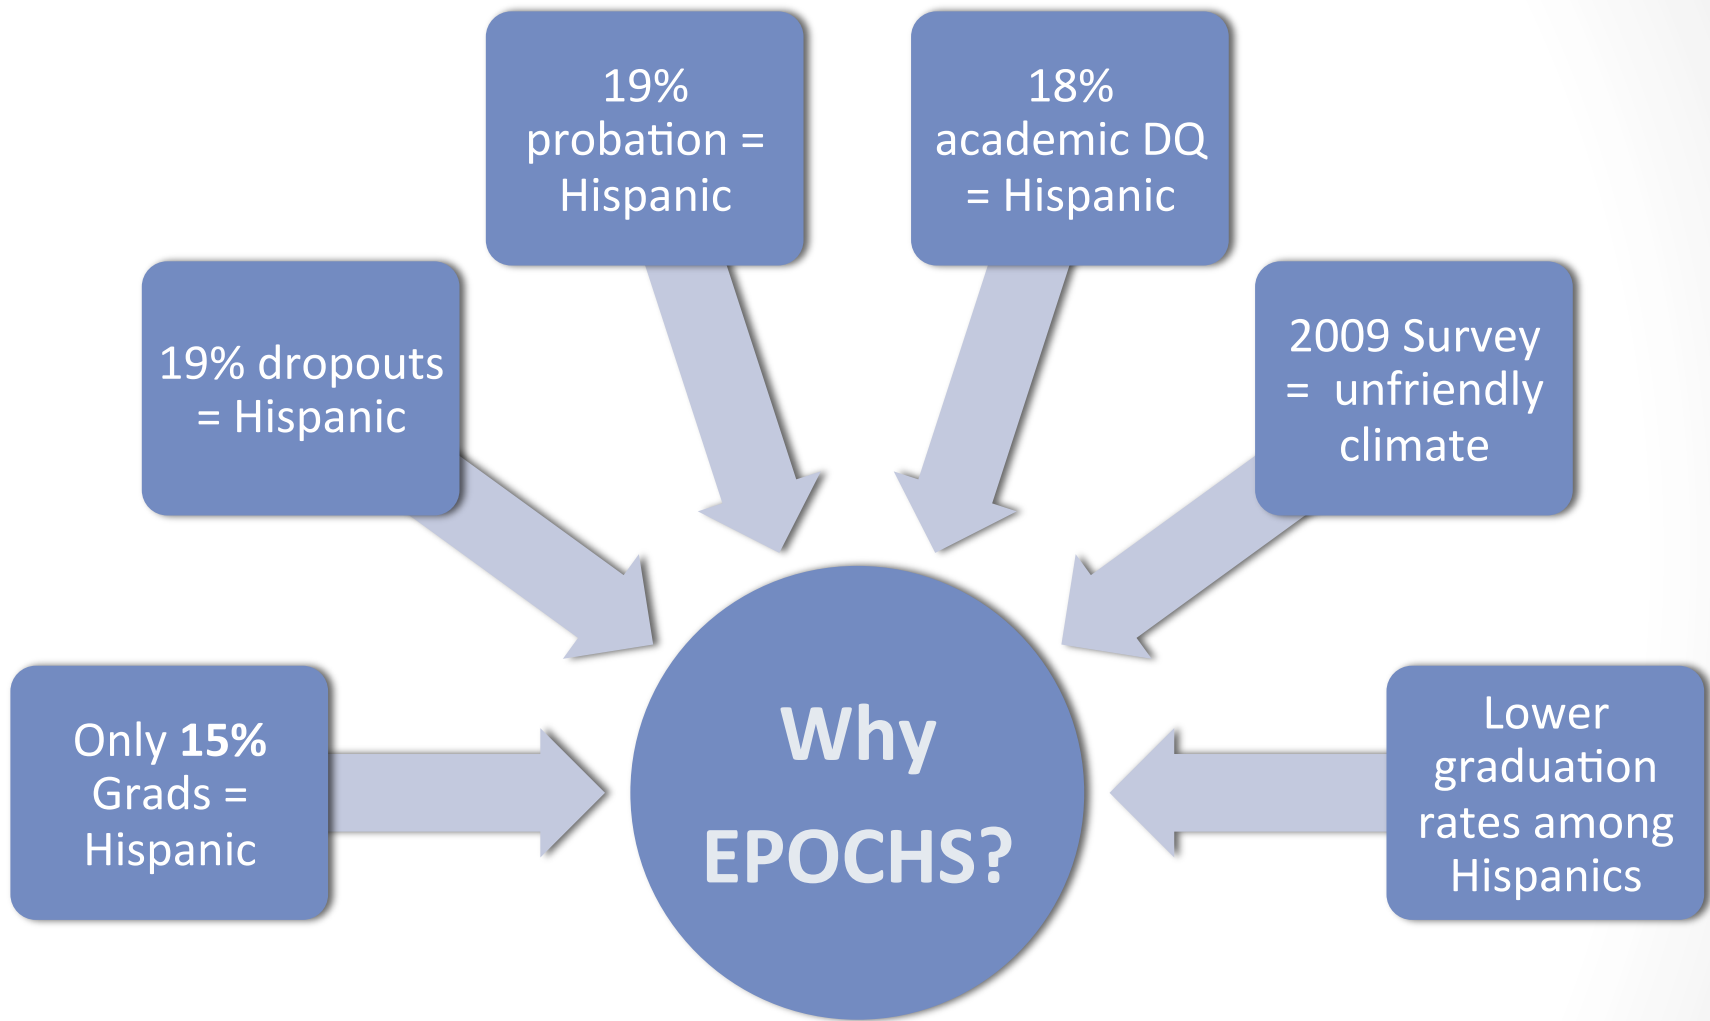 Only 15%
Grads =
Hispanic
19% dropouts
= Hispanic
19%
probation =
Hispanic
18%
academic DQ
= Hispanic
2009 Survey
= unfriendly
climate
Lower
graduation
rates among
Hispanics
Why
EPOCHS?